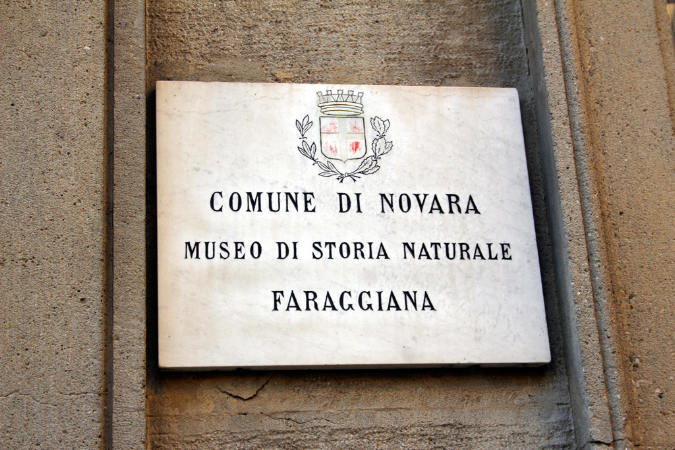 COMUNE DI NOVARA
MUSEO DI STORIA NATURALE
FARAGGIANA